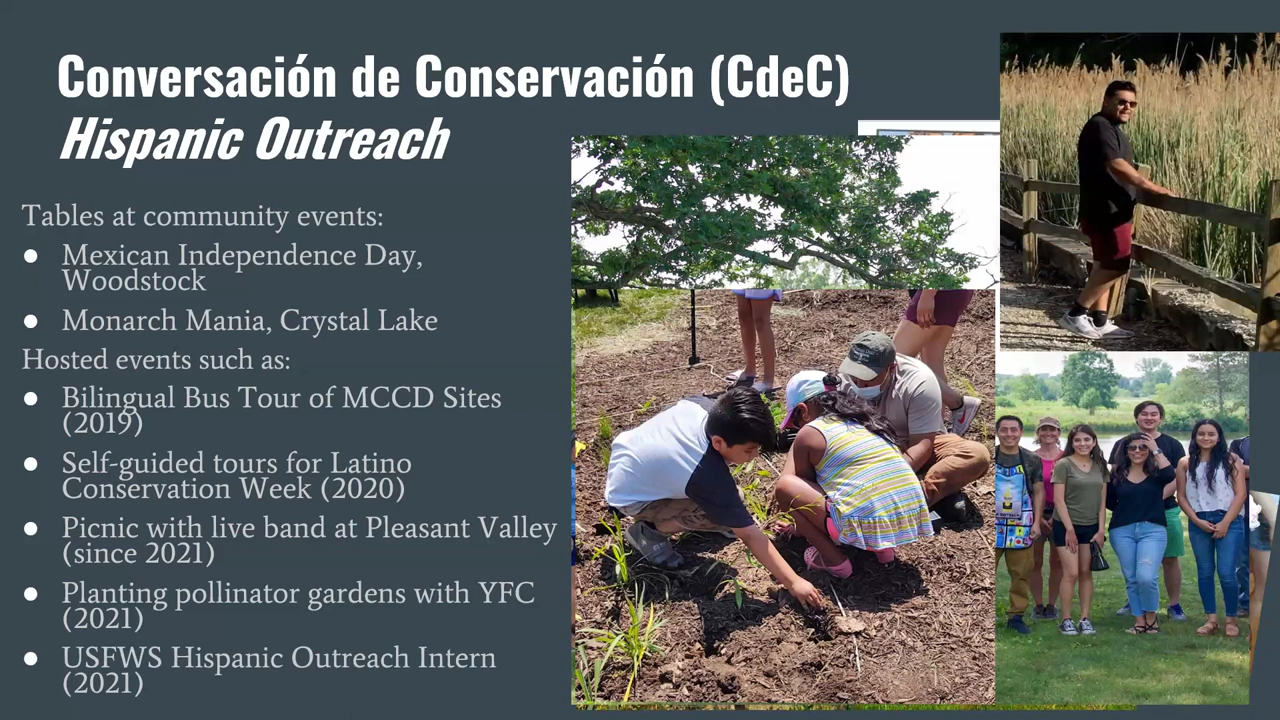 Conversación de Conservación (CdeC)
Hispanic Outreach
Tables at community events:
● Mexican Independence Day,
Woodstock
● Monarch Mania, Crystal Lake
Hosted events such as:
● Bilingual Bus Tour of MCCD Sites
(2019)
● Self-guided tours for Latino
Conservation Week (2020)
● Picnic with live band at Pleasant Valley
(since 2021)
● Planting pollinator gardens with YFC
(2021)
● USFWS Hispanic Outreach Intern
(2021)